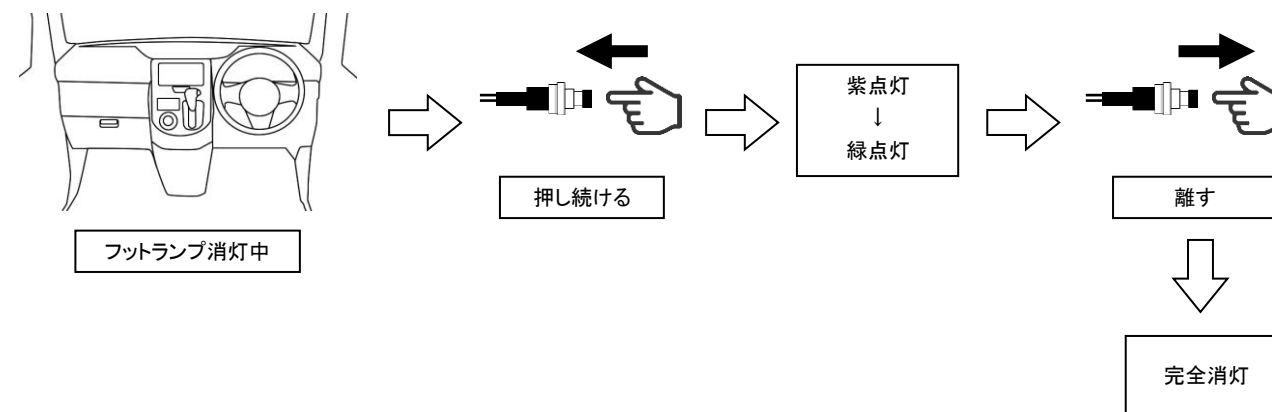 フットランプ消灯中
押し続ける
紫点灯
↓
緑点灯
離す
完全消灯